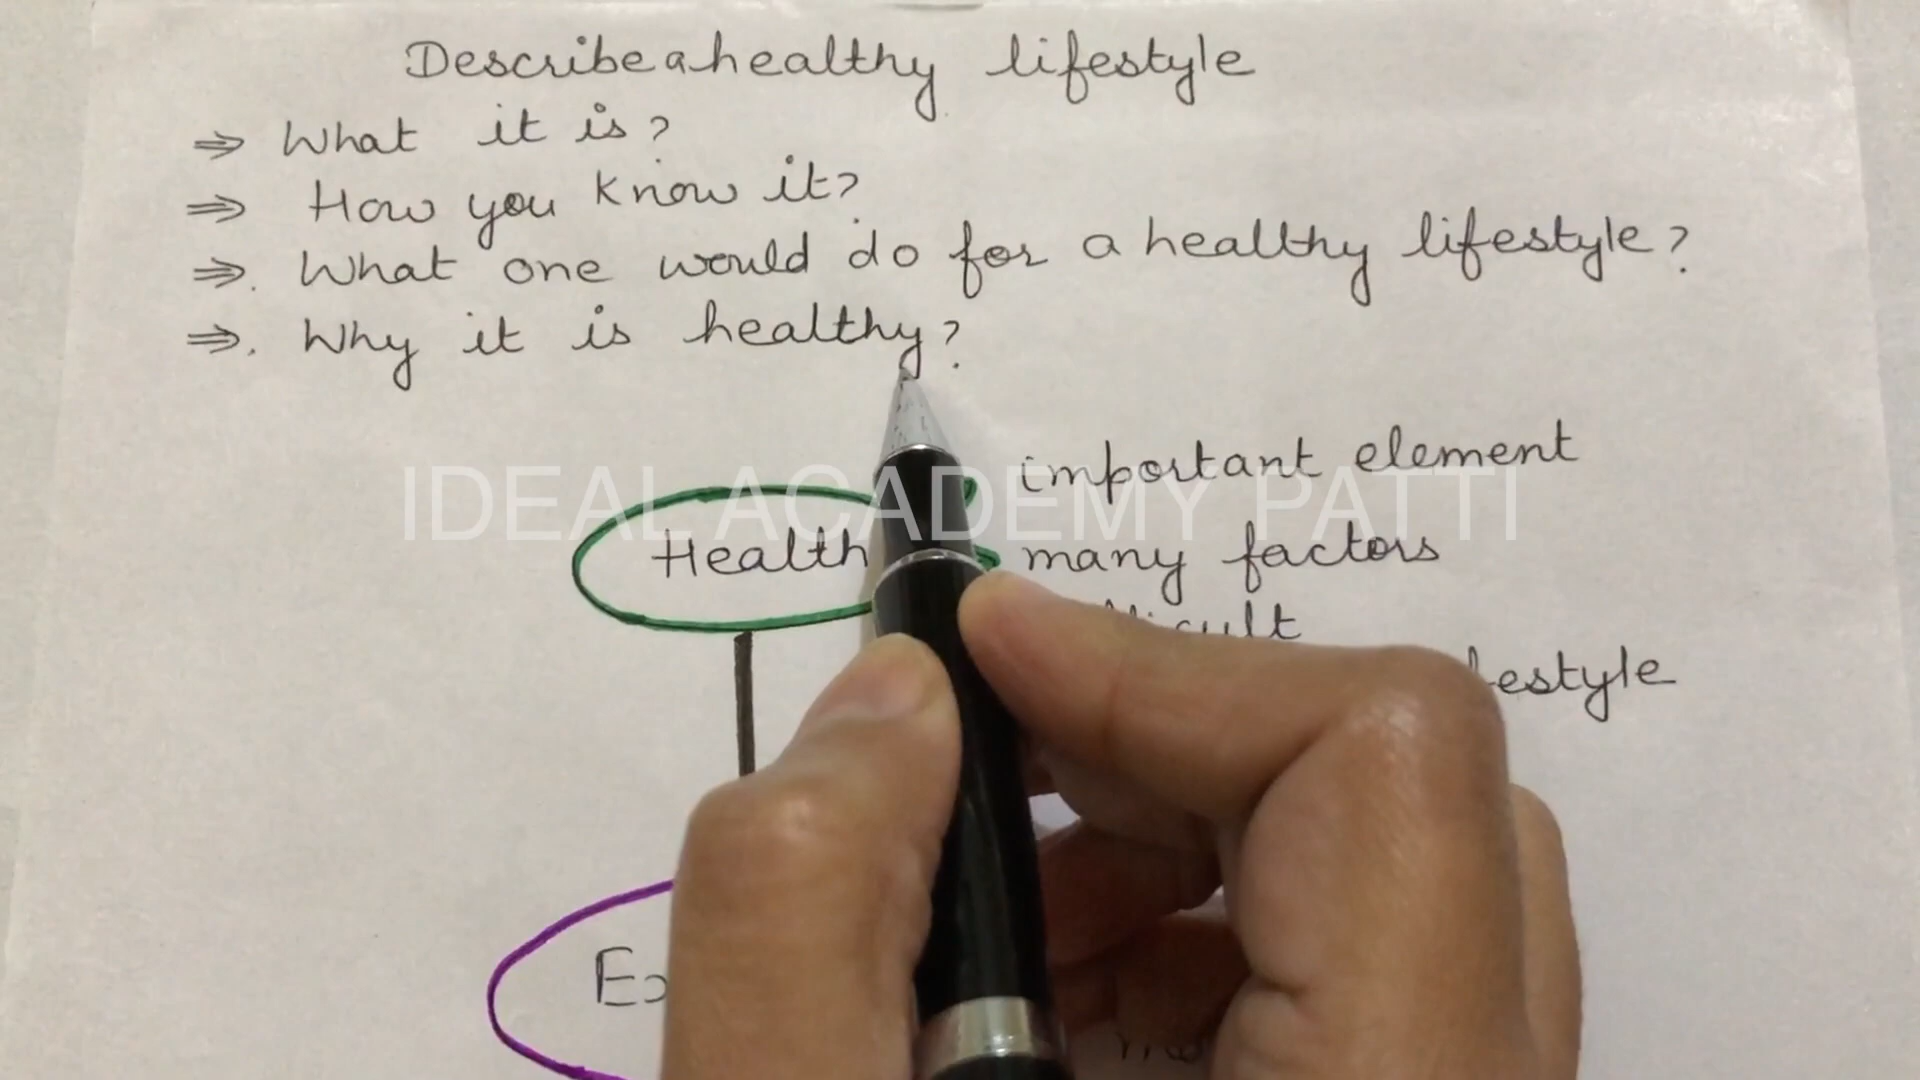 Describe a healthy lifestyle
⇒ What it is?
⇒ How you know it?
⇒. What one would do for a healthy lifestyle?
⇒. Why it is healthy?
important element
IDEAL ACADEMY PATTI
Health
many factors